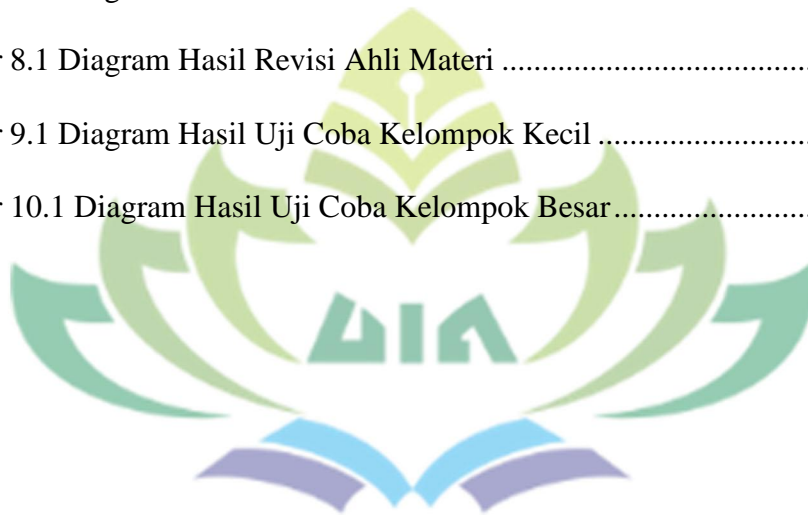 r 8.1 Diagram Hasil Revisi Ahli Materi ....................................
r 9.1 Diagram Hasil Uji Coba Kelompok Kecil ........................
r 10.1 Diagram Hasil Uji Coba Kelompok Besar ......................
UIN